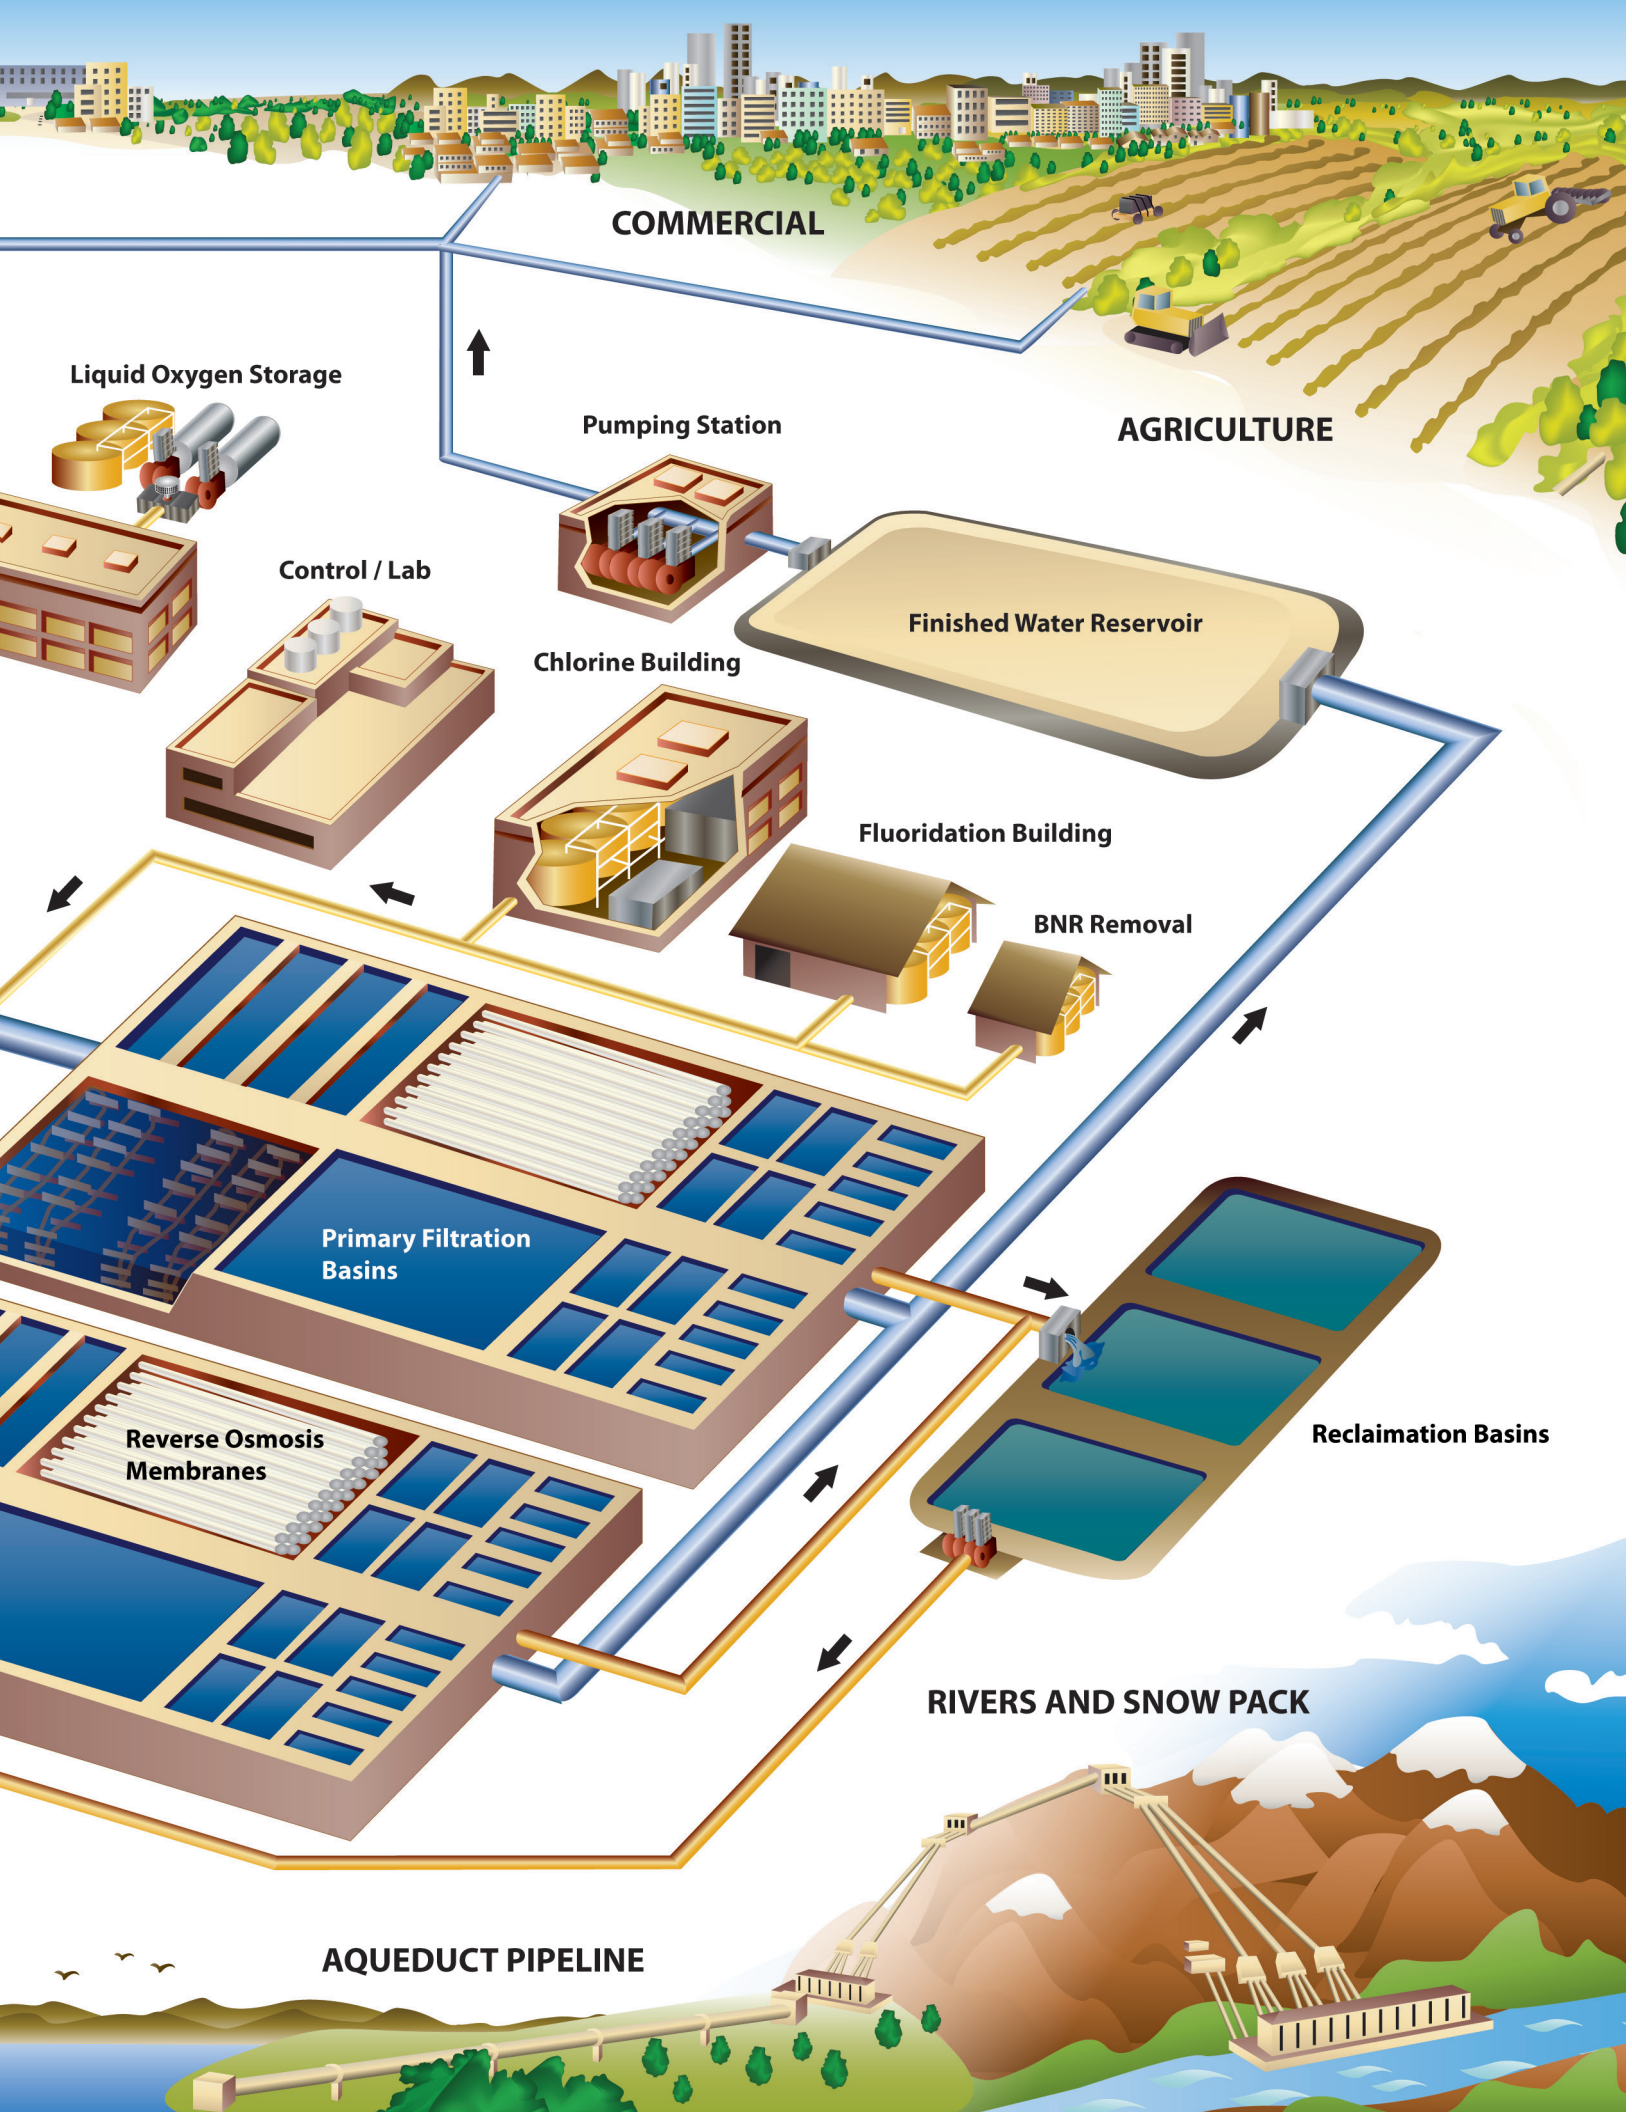 COMMERCIAL
Liquid Oxygen Storage
Pumping Station
AGRICULTURE
Control / Lab
Finished Water Reservoir
Chlorine Building
Fluoridation Building
BNR Removal
Primary Filtration
Basins
Reclamation Basins
Reverse Osmosis
Membranes
RIVERS AND SNOW PACK
AQUEDUCT PIPELINE